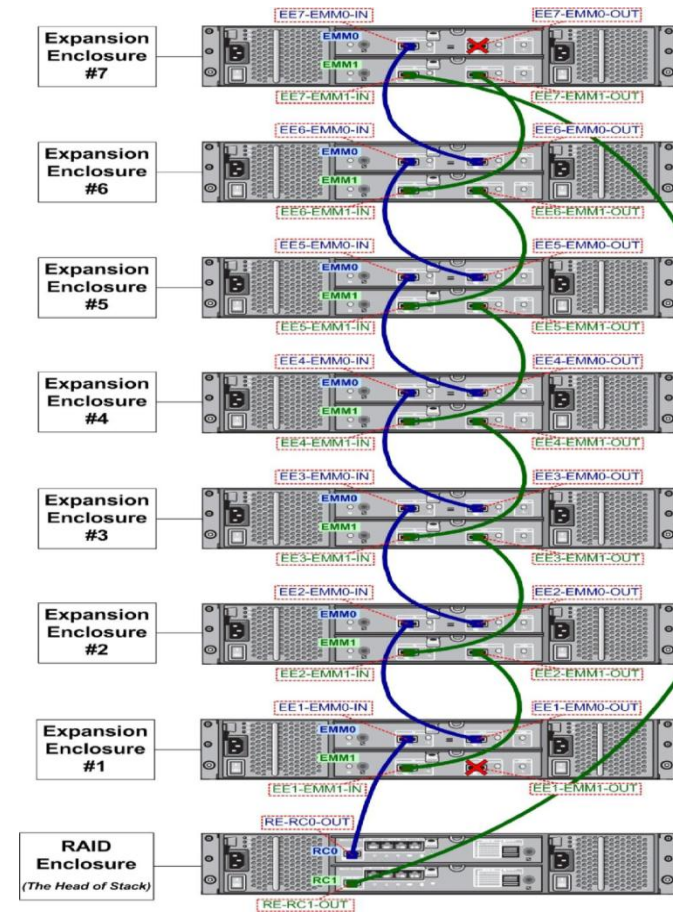 EE7-EMM0-IN
EE7-EMM0-OUT
Expansion
Enclosure
#7
EMM0
EMM1
EE7-EMM1-IN
EE7-EMM1-OUT
EE6-EMM0-IN
EE6-EMM0-OUT
Expansion
Enclosure
#6
EMM0
EMM1
EE6-EMM1-IN
EE6-EMM1-OUT
EE5-EMM0-IN
EE5-EMM0-OUT
Expansion
Enclosure
#5
EMM0
EMM1
EE5-EMM1-IN
EE5-EMM1-OUT
EE4-EMM0-IN
EE4-EMM0-OUT
Expansion
Enclosure
#4
EMM0
EMM1
EE4-EMM1-IN
EE4-EMM1-OUT
EE3-EMM0-IN
EE3-EMM0-OUT
Expansion
Enclosure
#3
EMM0
EMM1
EE3-EMM1-IN
EE3-EMM1-OUT
EE2-EMM0-IN
EE2-EMM0-OUT
Expansion
Enclosure
#2
EMM0
EMM1
EE2-EMM1-IN
EE2-EMM1-OUT
EE1-EMM0-IN
EE1-EMM0-OUT
Expansion
Enclosure
#1
EMM0
EMM1
EE1-EMM1-IN
EE1-EMM1-OUT
RE-RC0-OUT
RAID
Enclosure
(The Head of Stack)
RC0
RC1
RE-RC1-OUT